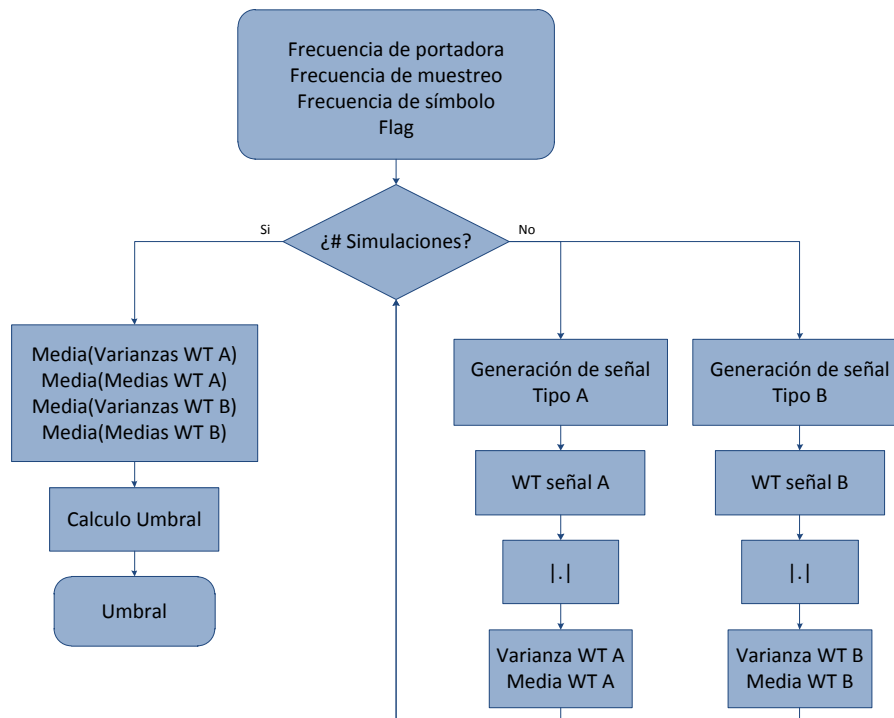 Frecuencia de portadora
Frecuencia de muestreo
Frecuencia de símbolo
Flag
¿# Simulaciones?
Si
No
Media(Varianzas WT A)
Media(Medias WT A)
Media(Varianzas WT B)
Media(Medias WT B)
Calculo Umbral
Umbral
Generación de señal
Tipo A
WT señal A
|.|
Varianza WT A
Media WT A
Generación de señal
Tipo B
WT señal B
|.|
Varianza WT B
Media WT B